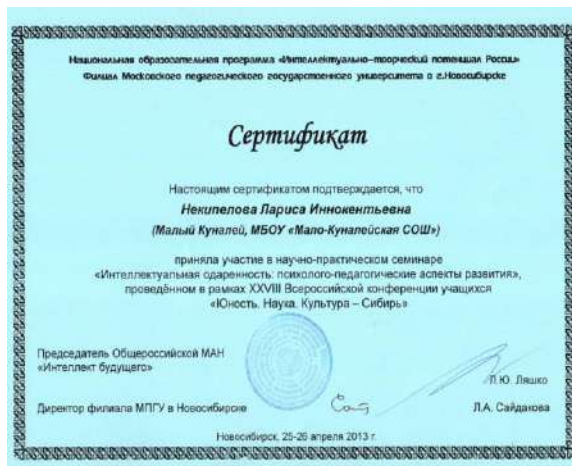 Национальная образовательная программа «Интеллектуально-творческий потенциал России»
Филиал Московского педагогического государственного университета в г.Новосибирске
Сертификат
Настоящим сертификатом подтверждается, что
Некипелова Лариса Иннокентьевна
(Малый Куналей, МБОУ «Мало-Куналейская СОШ»)
приняла участие в научно-практическом семинаре
«Интеллектуальная одаренность: психолого-педагогические аспекты развития»,
проведённом в рамках XXVIII Всероссийской конференции учащихся
«Юность. Наука. Культура – Сибирь»
Председатель Общероссийской МАН
«Интеллект будущего»
Л.Ю. Ляшко
Директор филиала МПГУ в Новосибирске
Л.А. Сайдакова
Новосибирск, 25-26 апреля 2013 г.